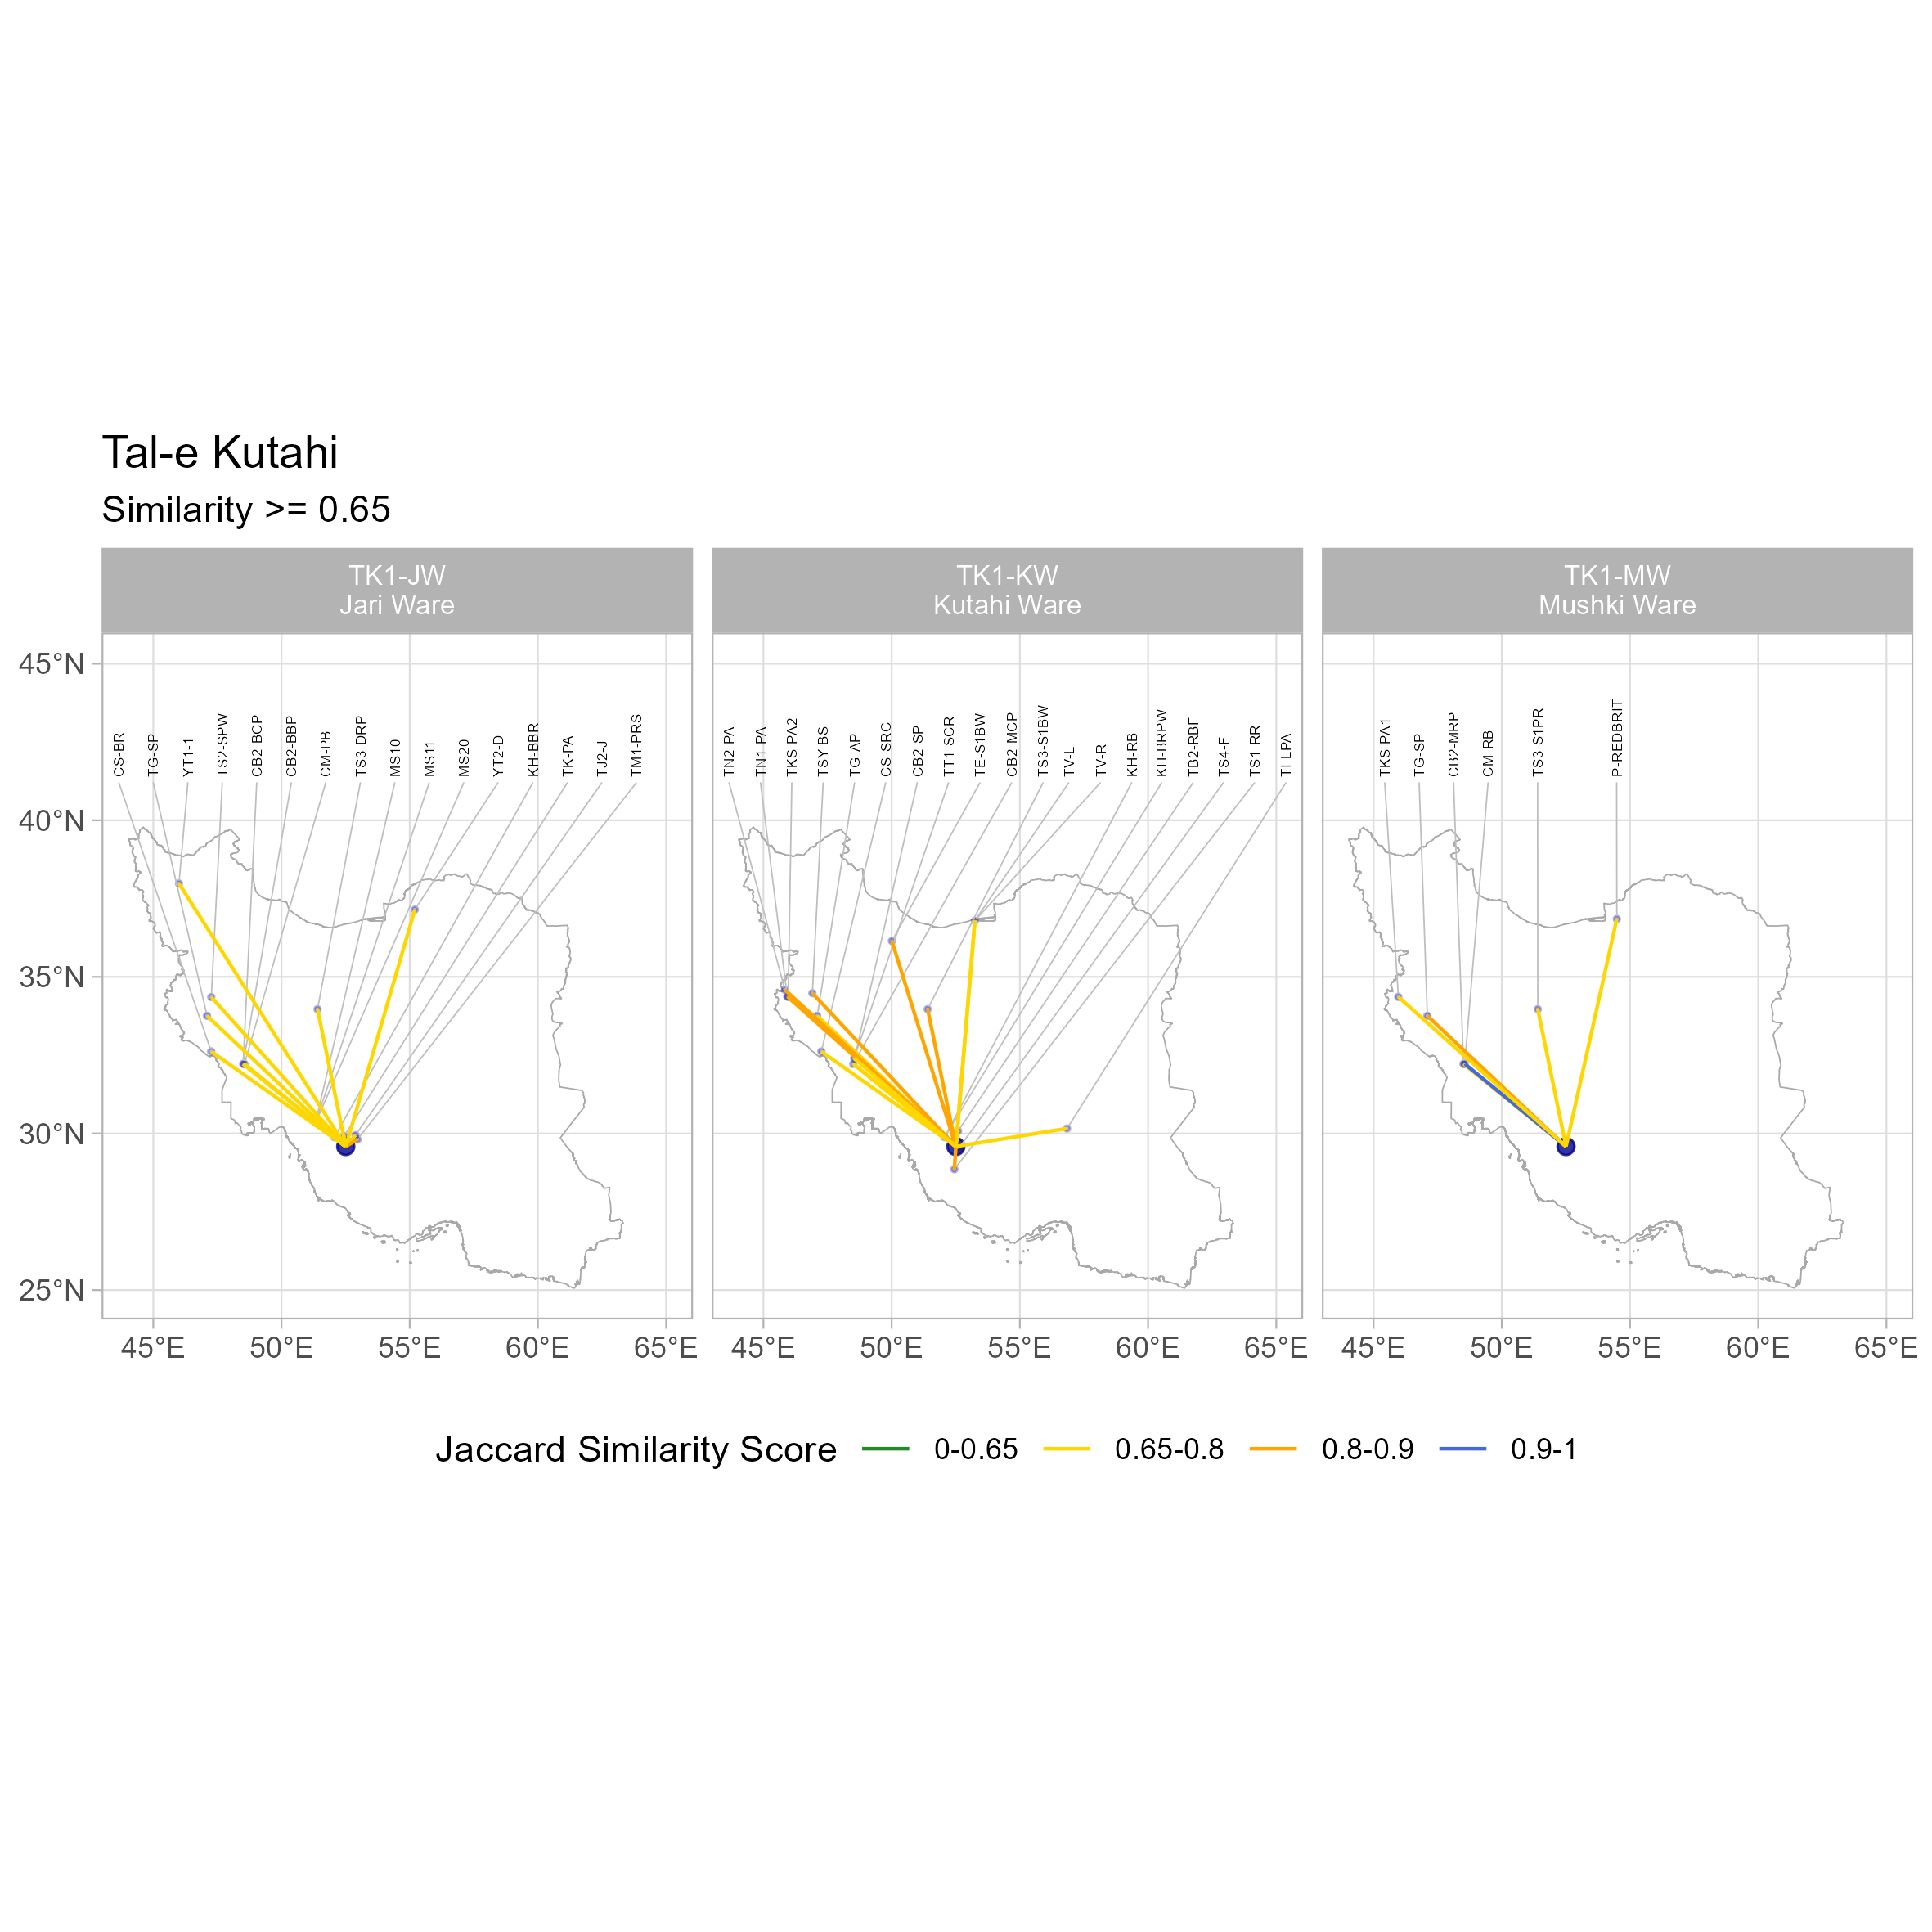 Tal-e Kutahi
Similarity >= 0.65
TK1-JW
Jari Ware
TK1-KW
Kutahi Ware
TK1-MW
Mushki Ware
CS-BR
TG-SP
YT1-1
TS2-SPW
CB2-BCP
CB2-BBP
CM-PB
TS3-DRP
MS10
MS11
MS20
YT2-D
KH-BBR
TK-PA
TJ2-J
TM1-PRS
TN2-PA
TN1-PA
TKS-PA2
TSY-BS
TG-AP
CS-SRC
CB2-SP
TT1-SCR
TE-S1BW
CB2-MCP
TS3-S1BW
TV-L
TV-R
KH-RB
KH-BRPW
TB2-RBF
TS4-F
TS1-RR
TI-LPA
TKS-PA1
TG-SP
CB2-MRP
CM-RB
TS3-S1PR
P-REDBRIT
45°N
40°N
35°N
30°N
25°N
45°E 50°E 55°E 60°E 65°E
45°E 50°E 55°E 60°E 65°E
45°E 50°E 55°E 60°E 65°E
Jaccard Similarity Score 0-0.65 0.65-0.8 0.8-0.9 0.9-1